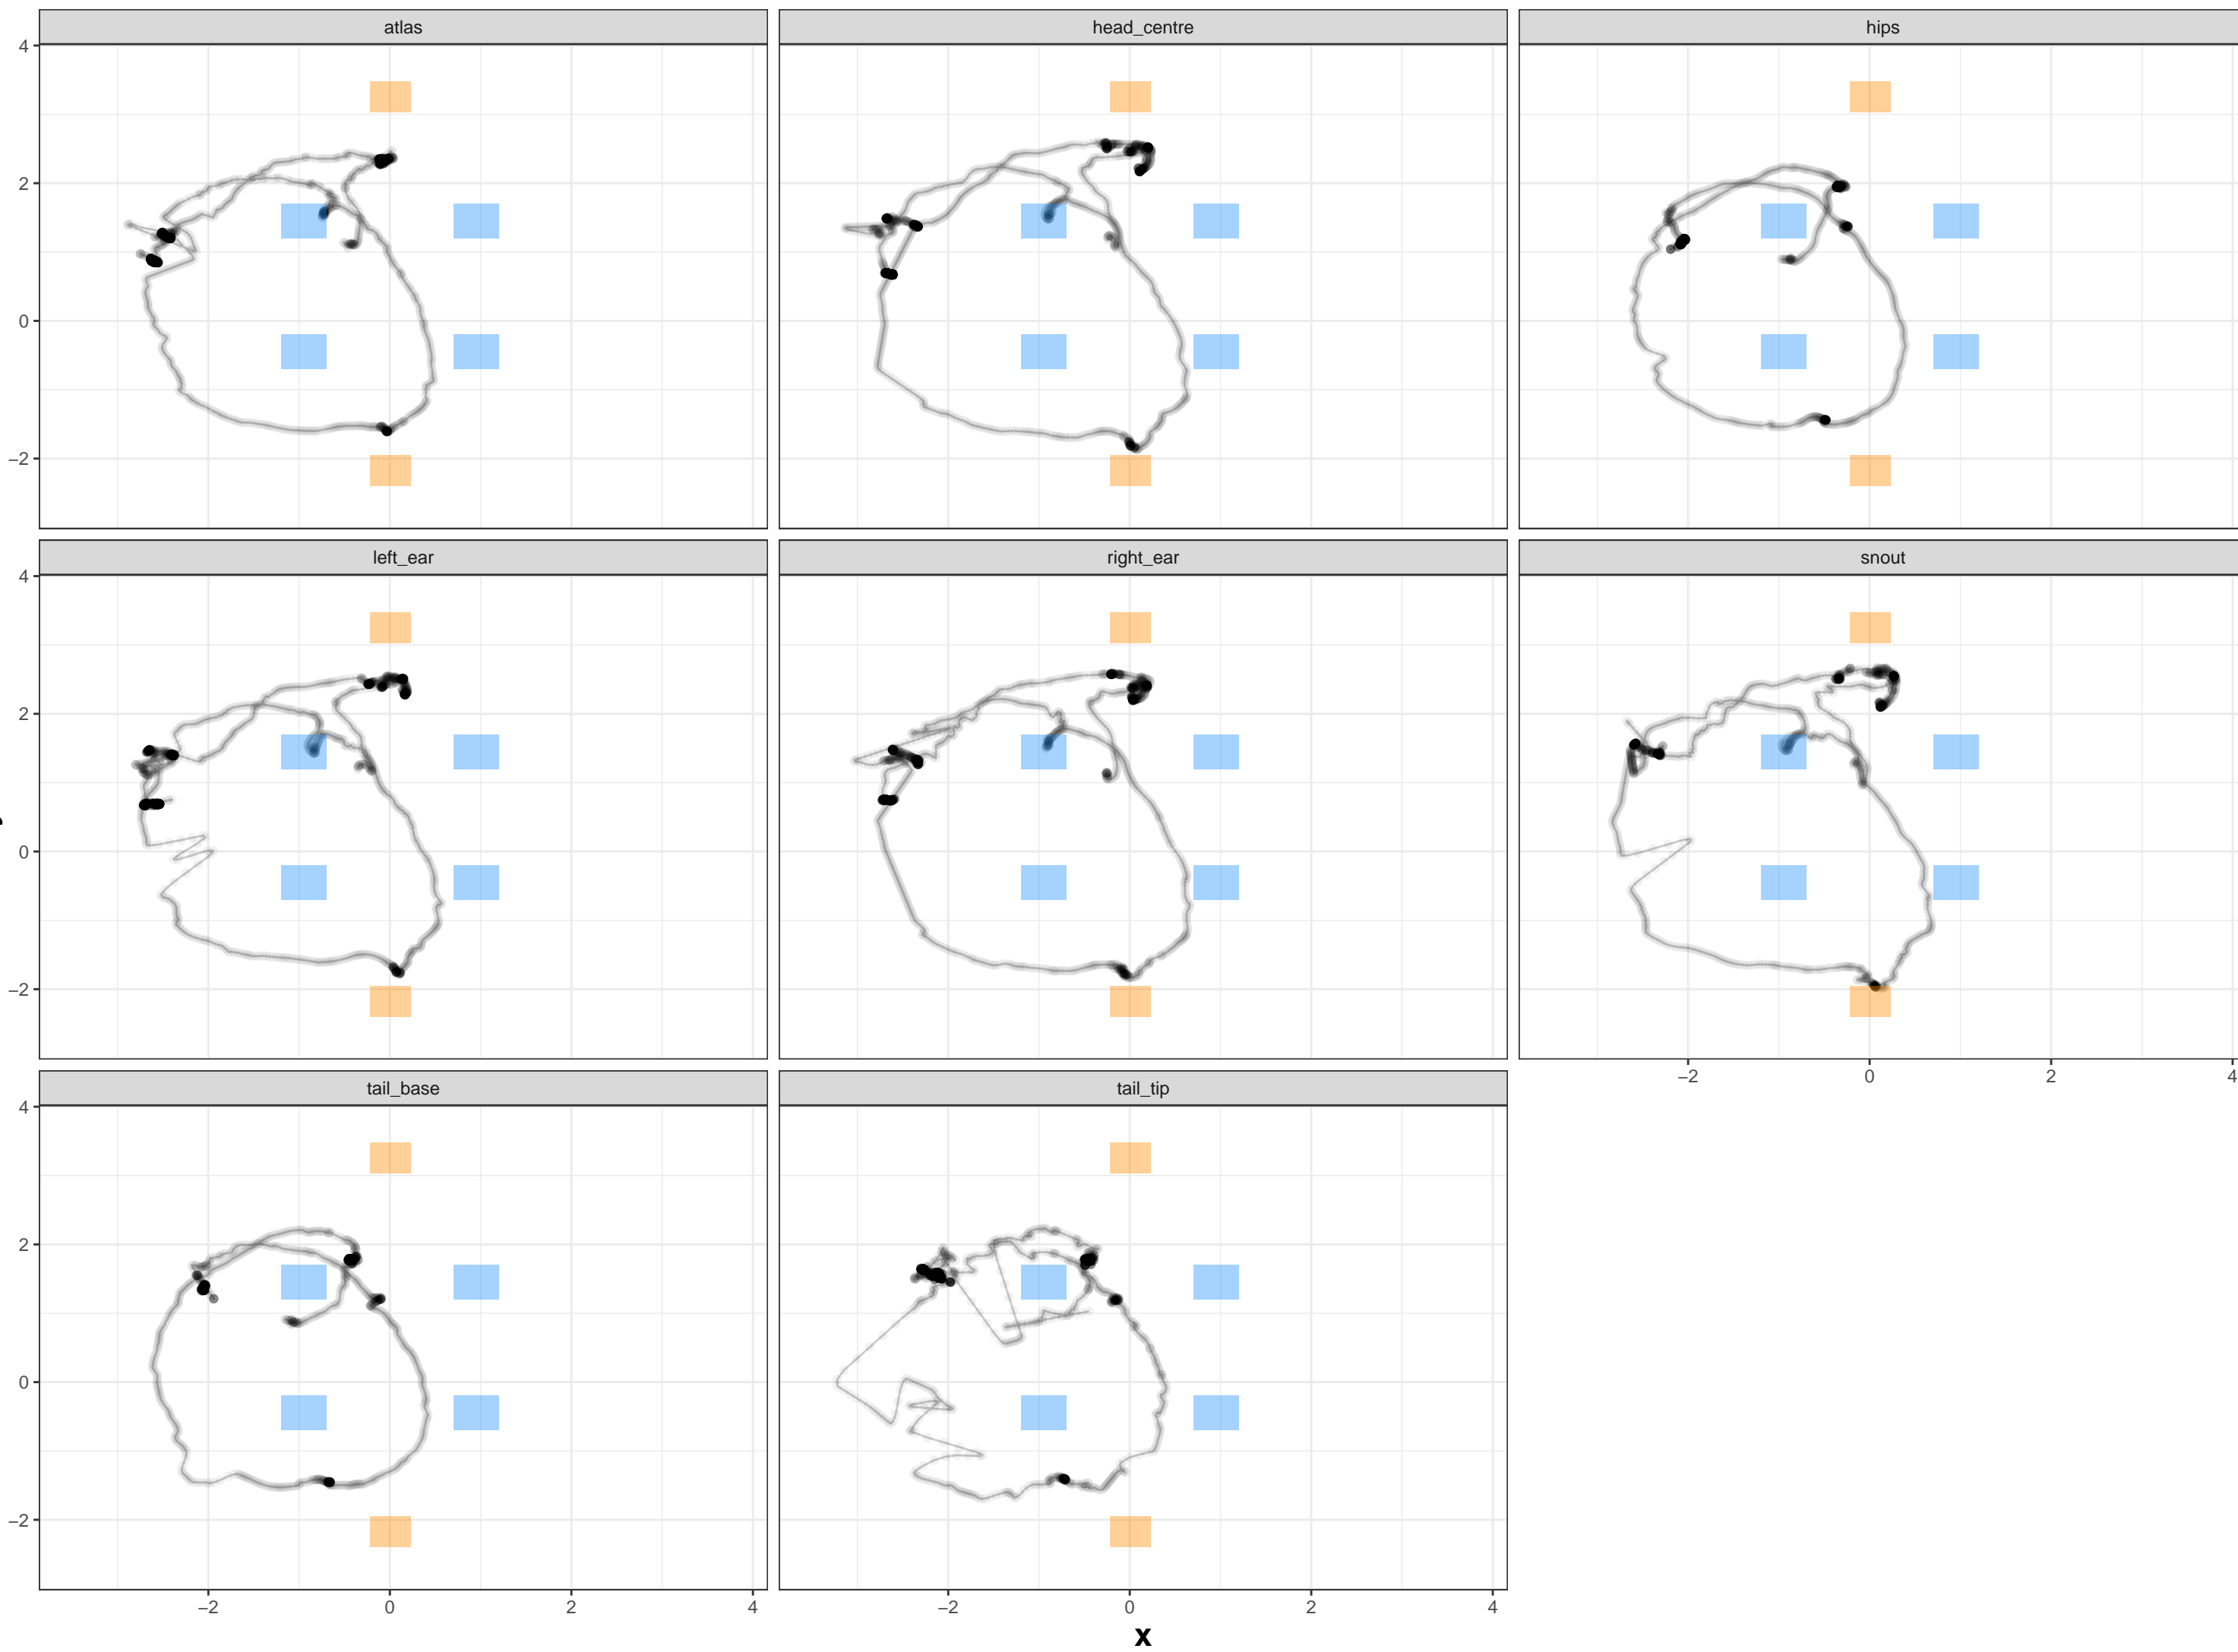 atlas head_centre hips
4
2
0
−2
left_ear right_ear snout
4
2
0
−2
−2 0 2 4
tail_base tail_tip
4
2
0
−2
−2 0 2 4 −2 0 2 4
x